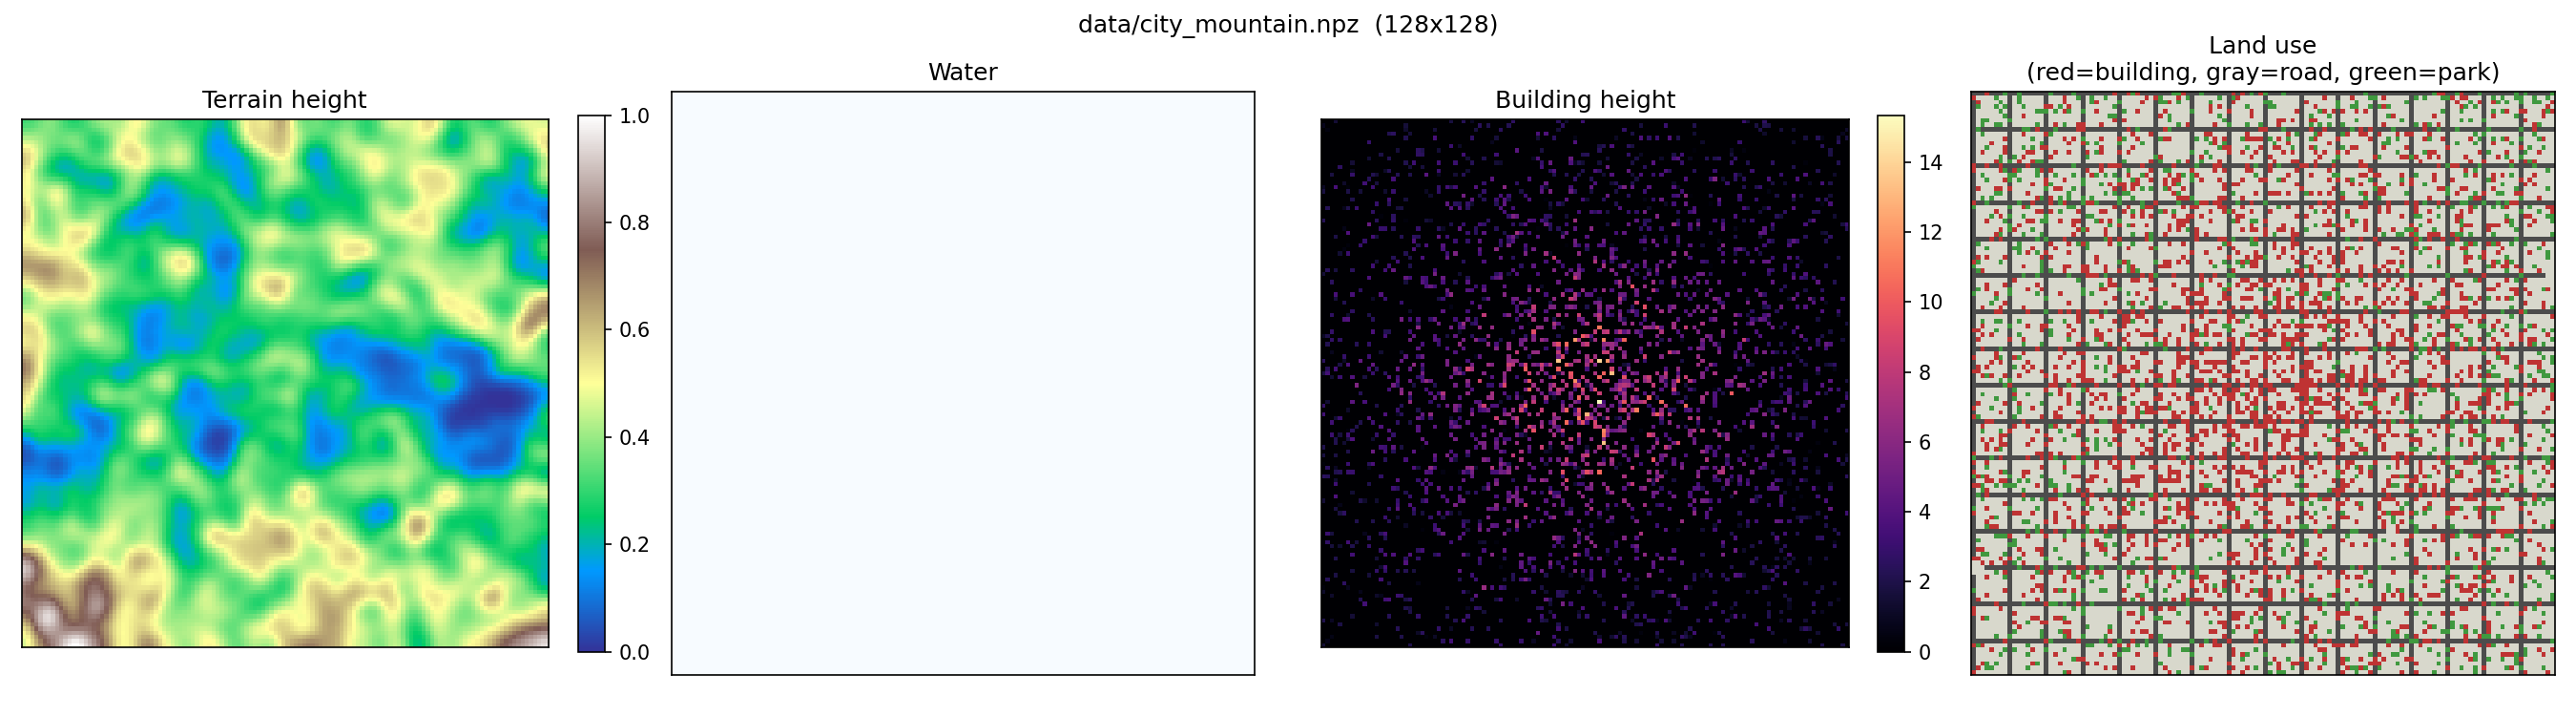 data/city_mountain.npz (128x128)
Terrain height
1.0
0.8
0.6
0.4
0.2
0.0
Water
Building height
14
12
10
8
6
4
2
0
Land use
(red=building, gray=road, green=park)